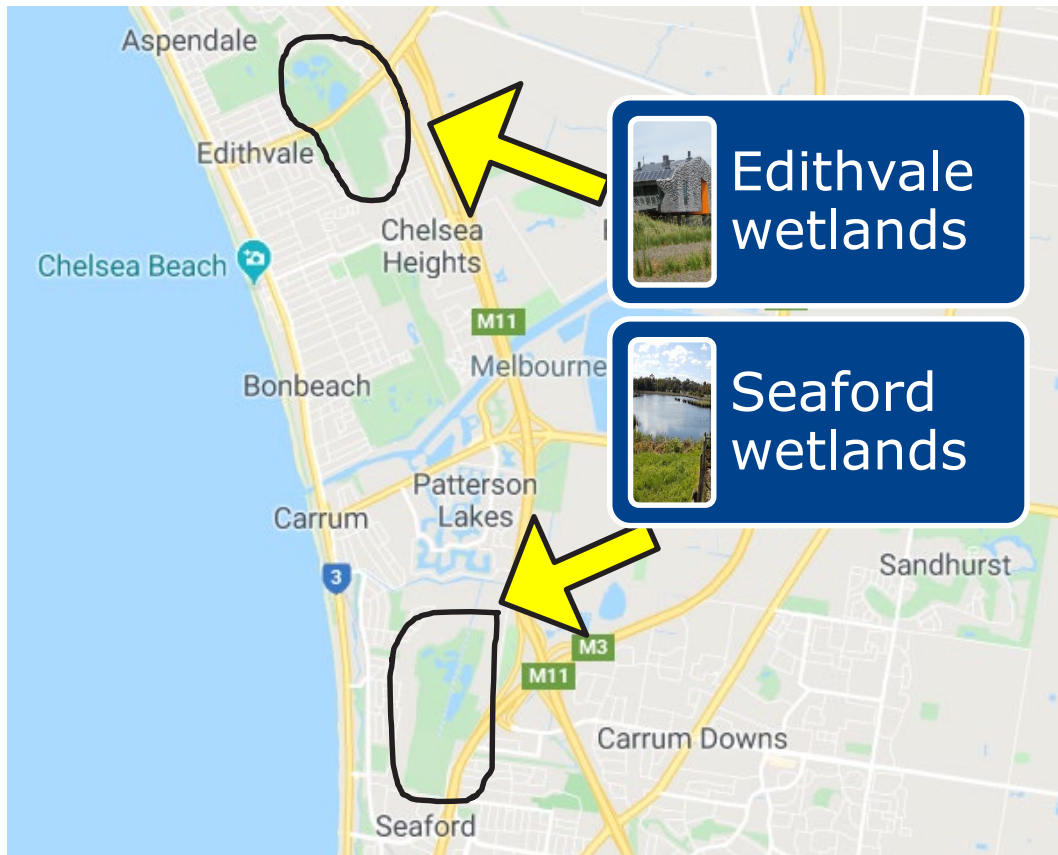 Aspendale
Edithvale
Edithvale
wetlands
Chelsea
Heights
Chelsea Beach
M11
Melbourne
Bonbeach
Seaford
wetlands
Patterson
Lakes
Carrum
Sandhurst
3
M3
M11
Carrum Downs
Seaford